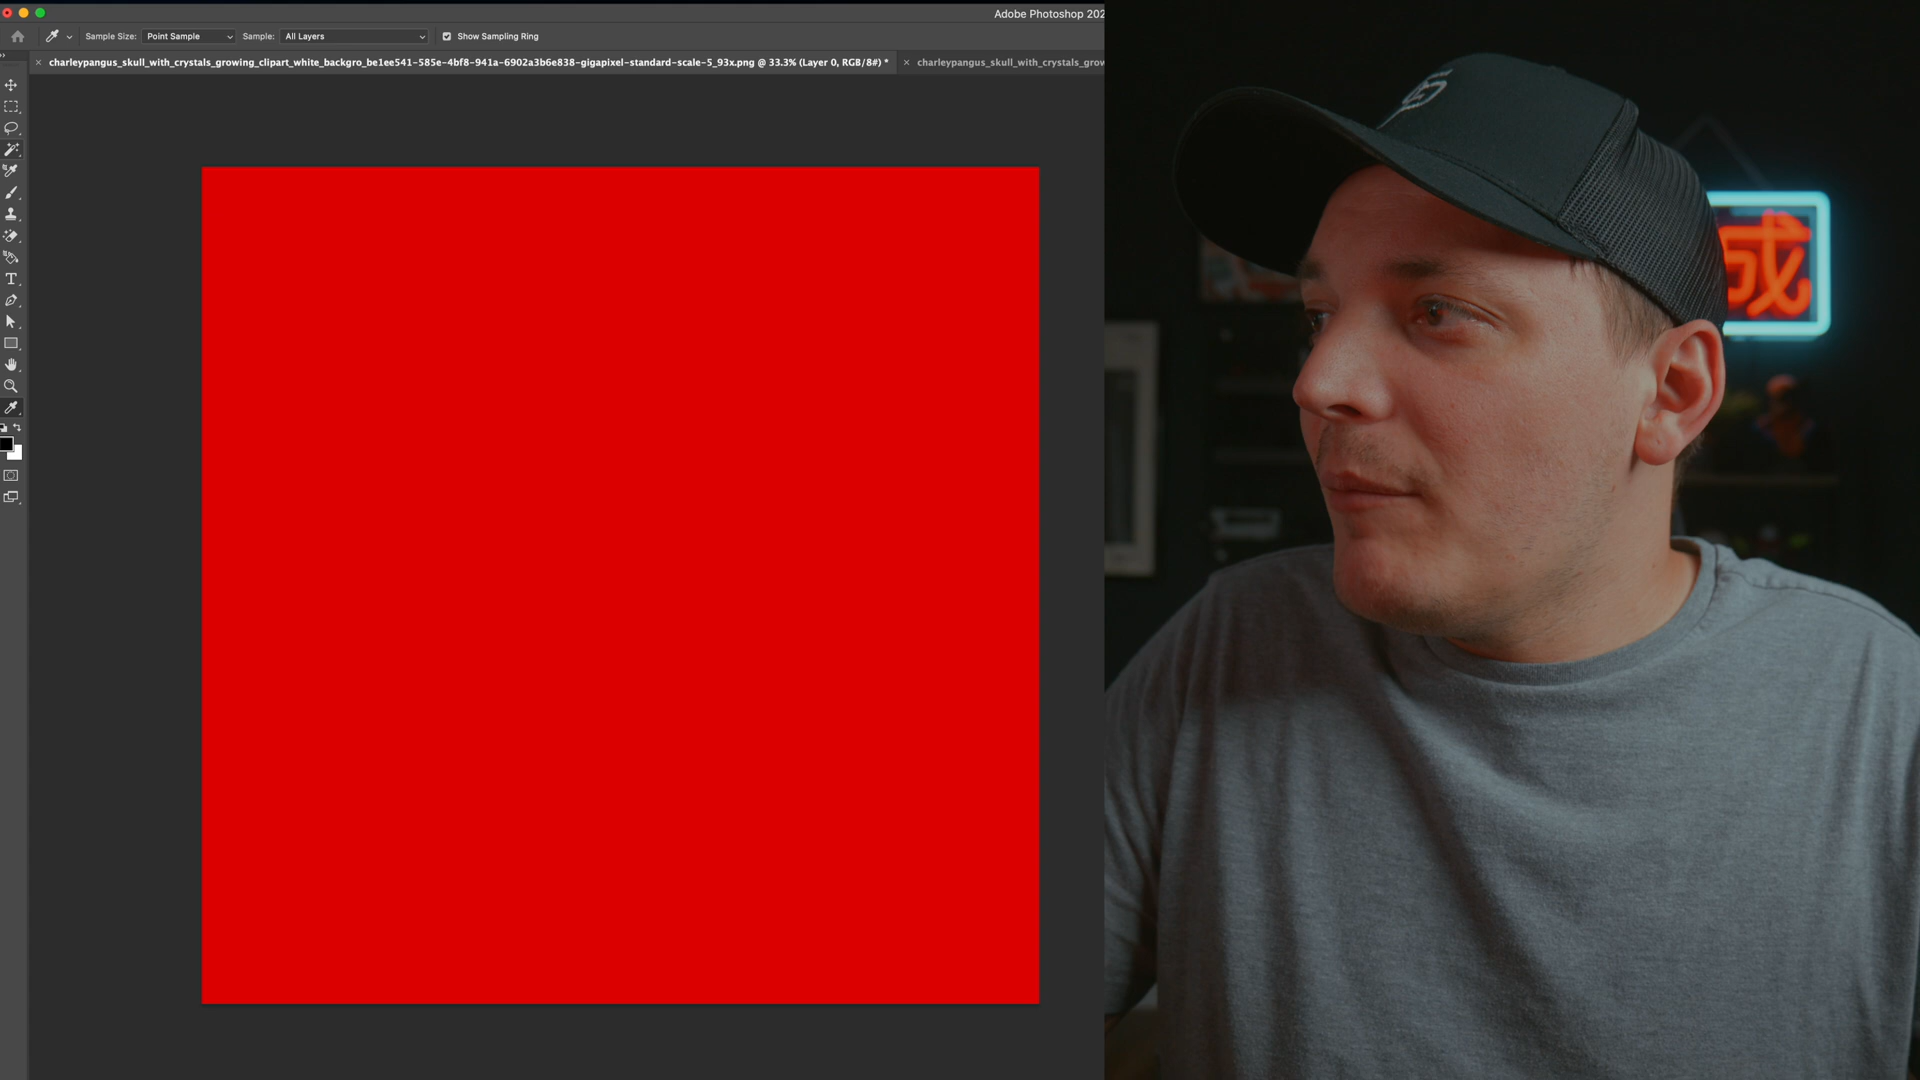 Adobe Photoshop 202
Sample Size: Point Sample Sample: All Layers Show Sampling Ring
charleypangus_skull_with_crystals_growing_clipart_white_backgro_be1ee541-585e-4bf8-941a-6902a3b6e838-gigapixel-standard-scale-5_93x.png @ 33.3% (Layer 0, RGB/8#) * charleypangus_skull_with_crystals_grow
成